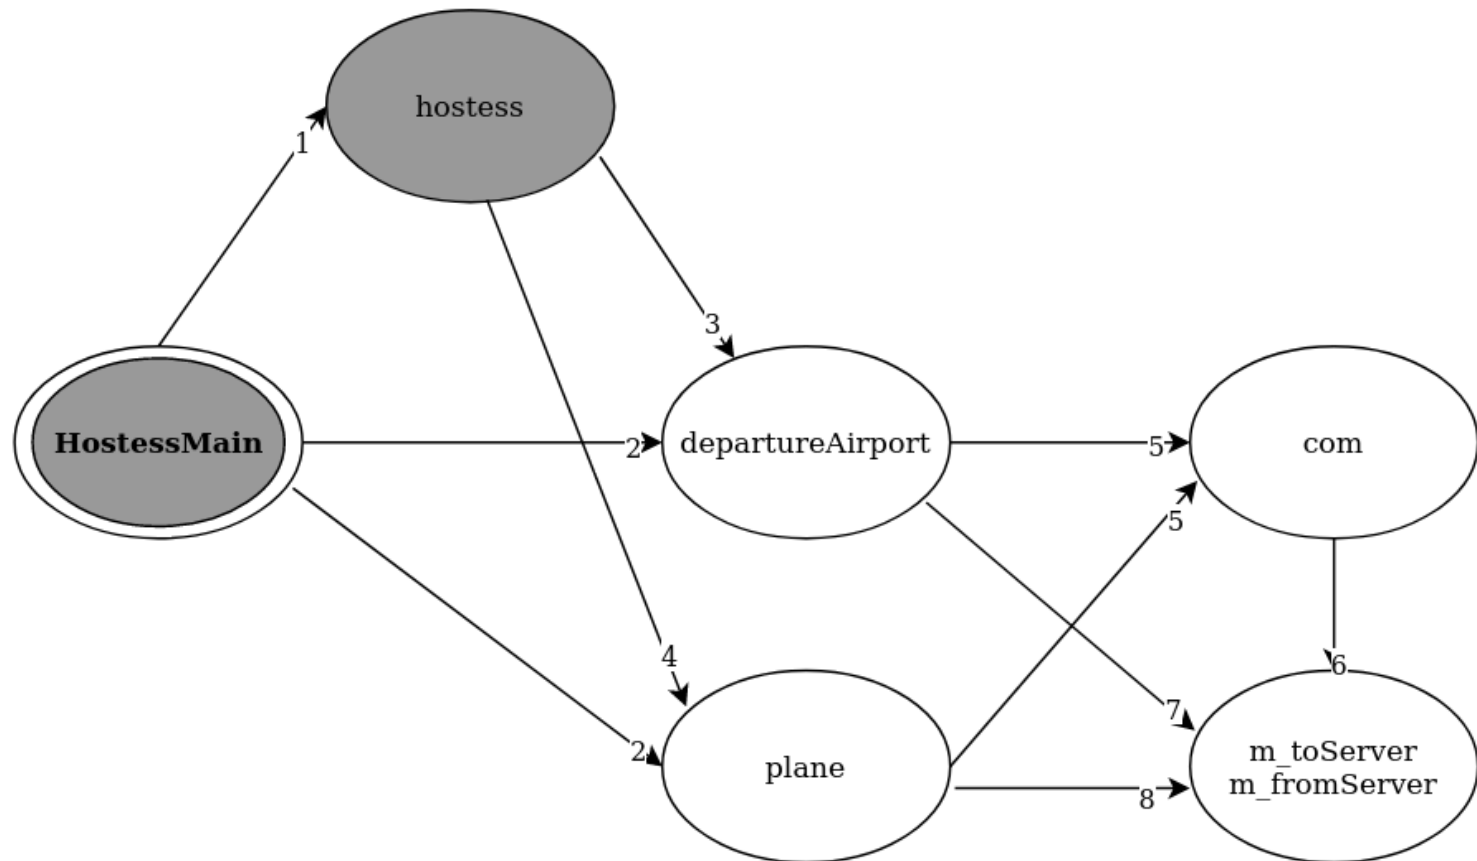 hostess
1
3
HostessMain
2
departureAirport
5
com
5
4
6
7
2
plane
m_toServer
m_fromServer
8